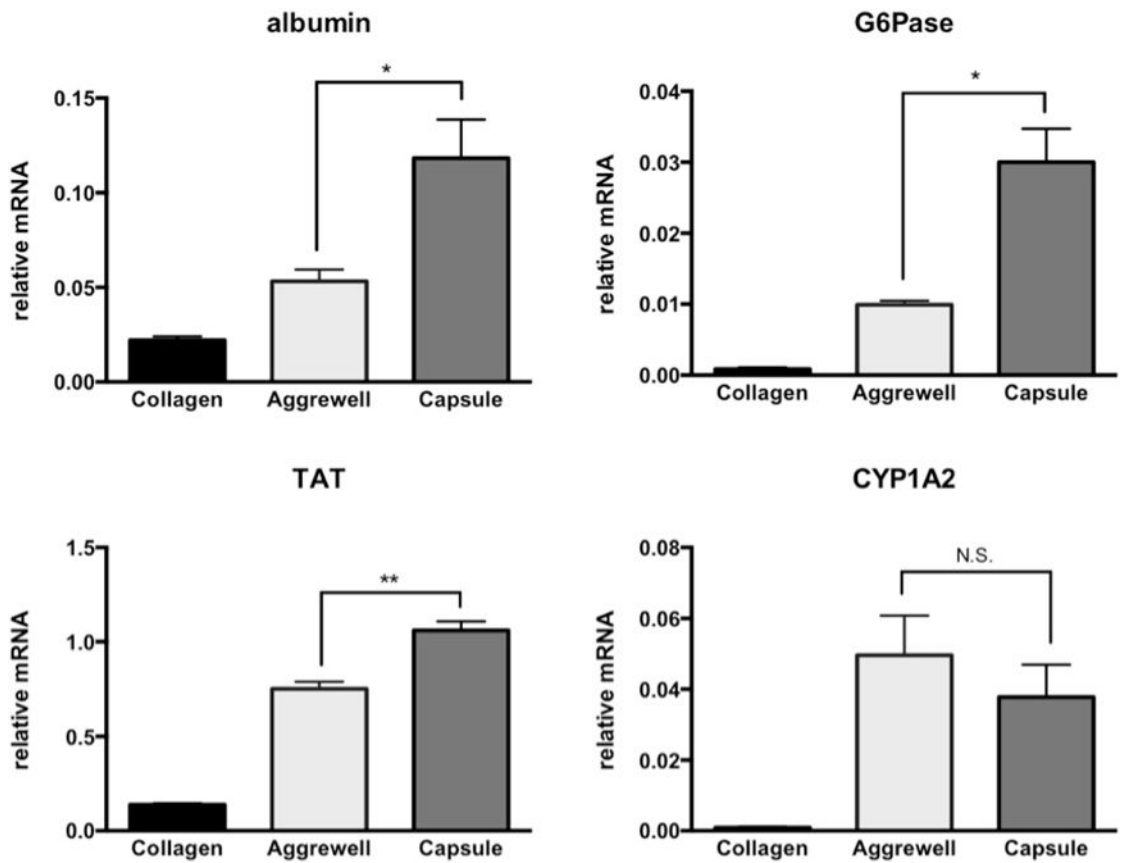 albumin
*
relative mRNA
0.15
0.10
0.05
0.00
Collagen Aggrewell Capsule
G6Pase
*
relative mRNA
0.04
0.03
0.02
0.01
0.00
Collagen Aggrewell Capsule
TAT
**
relative mRNA
1.5
1.0
0.5
0.0
Collagen Aggrewell Capsule
CYP1A2
N.S.
relative mRNA
0.08
0.06
0.04
0.02
0.00
Collagen Aggrewell Capsule